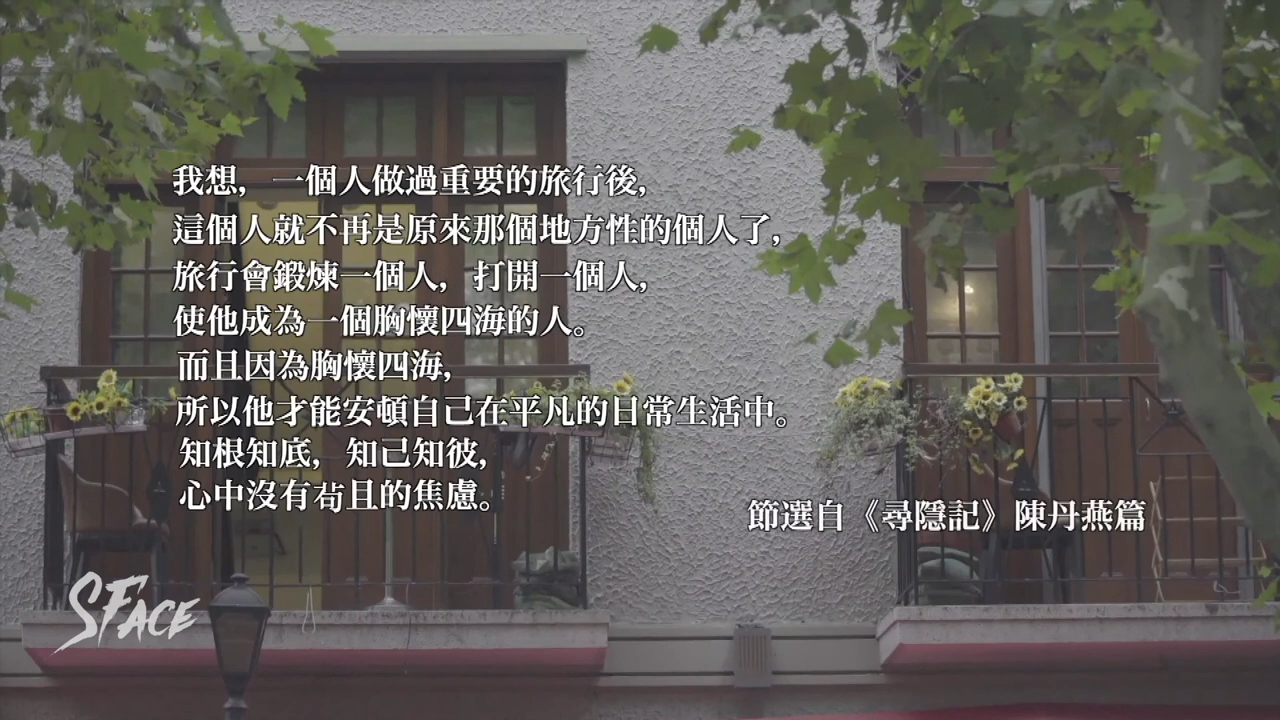 我想，一個人做過重要的旅行後，
這個人就不再是原來那個地方性的個人了，
旅行會鍛煉一個人，打開一個人，
使他成為一個胸懷四海的人。
而且因為胸懷四海，
所以他才能安頓自己在平凡的日常生活中。
知根知底，知己知彼，
心中沒有苟且的焦慮。
節選自《尋隱記》陳丹燕篇
SFACE